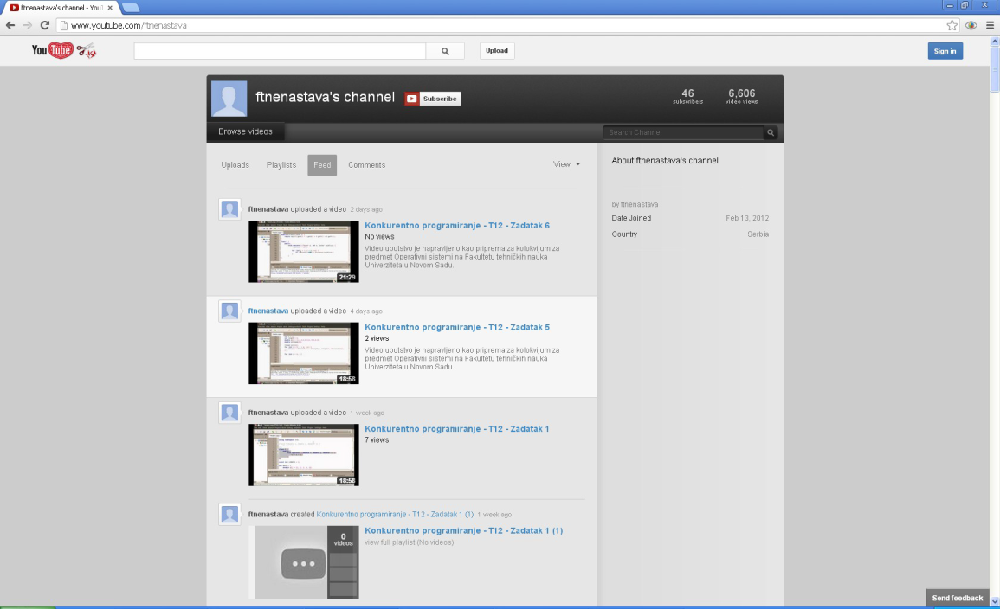 ftnenastava's channel - YouT
www.youtube.com/ftnenastava
YouTube
Upload
Sign in
ftnenastava's channel
Subscribe
46
subscribers
6,606
video views
Browse videos
Search Channel
Uploads
Playlists
Feed
Comments
View
About ftnenastava's channel
by ftnenastava
Date Joined
Feb 13, 2012
Country
Serbia
ftnenastava uploaded a video 2 days ago
Konkurentno programiranje - T12 - Zadatak 6
No views
Video uputstvo je napravljeno kao priprema za kolokvijum za
predmet Operativni sistemi na Fakultetu tehničkih nauka
Univerziteta u Novom Sadu.
21:29
ftnenastava uploaded a video 4 days ago
Konkurentno programiranje - T12 - Zadatak 5
2 views
Video uputstvo je napravljeno kao priprema za kolokvijum za
predmet Operativni sistemi na Fakultetu tehničkih nauka
Univerziteta u Novom Sadu.
18:58
ftnenastava uploaded a video 1 week ago
Konkurentno programiranje - T12 - Zadatak 1
7 views
18:58
ftnenastava created Konkurentno programiranje - T12 - Zadatak 1 (1) 1 week ago
Konkurentno programiranje - T12 - Zadatak 1 (1)
view full playlist (No videos)
0
videos
Send feedback